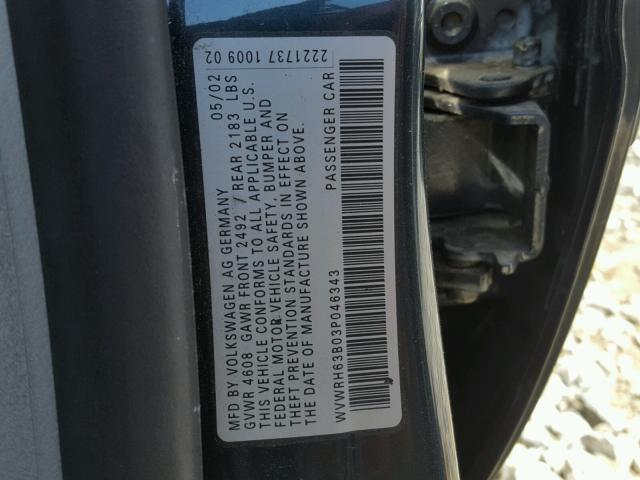 2221737 1009 02
MFD BY VOLKSWAGEN AG GERMANY 05/02
GVWR 4608 GAWR FRONT 2492 / REAR 2183 LBS
THIS VEHICLE CONFORMS TO ALL APPLICABLE U.S.
FEDERAL MOTOR VEHICLE SAFETY, BUMPER AND
THEFT PREVENTION STANDARDS IN EFFECT ON
THE DATE OF MANUFACTURE SHOWN ABOVE.
WVWRH63B03P046343 PASSENGER CAR